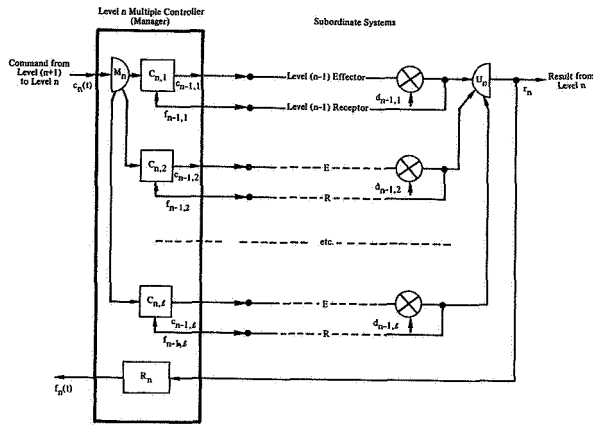 Level n Multiple Controller
(Manager)
Subordinate Systems
Command from
Level (n+1)
to Level n
c_n(t)
M_n
C_n,1
c_n-1,1
f_n-1,1
Level (n-1) Effector
Level (n-1) Receptor
d_n-1,1
U_n
r_n
Result from
Level n
C_n,2
c_n-1,2
f_n-1,2
E
R
d_n-1,2
etc.
C_n,ℓ
c_n-1,ℓ
f_n-1,ℓ
E
R
d_n-1,ℓ
R_n
f_n(t)